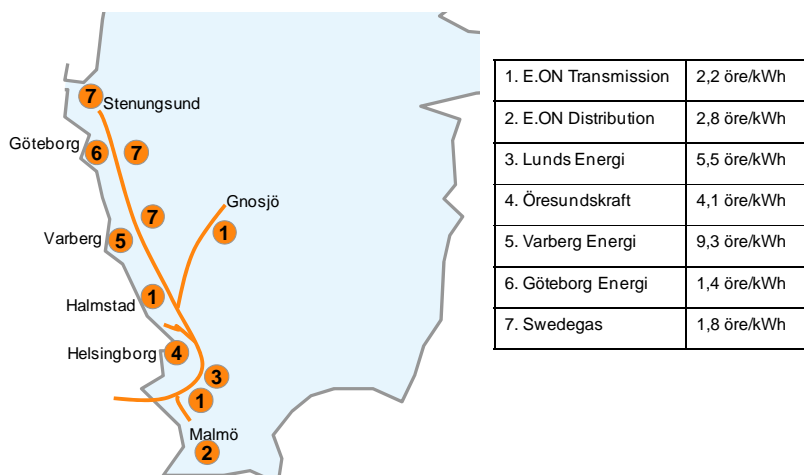 7
Stenungsund
Göteborg
6
7
7
Gnosjö
1
Varberg
5
1
Halmstad
Helsingborg
4
3
1
Malmö
2
1. E.ON Transmission 2,2 öre/kWh
2. E.ON Distribution 2,8 öre/kWh
3. Lunds Energi 5,5 öre/kWh
4. Öresundskraft 4,1 öre/kWh
5. Varberg Energi 9,3 öre/kWh
6. Göteborg Energi 1,4 öre/kWh
7. Swedegas 1,8 öre/kWh